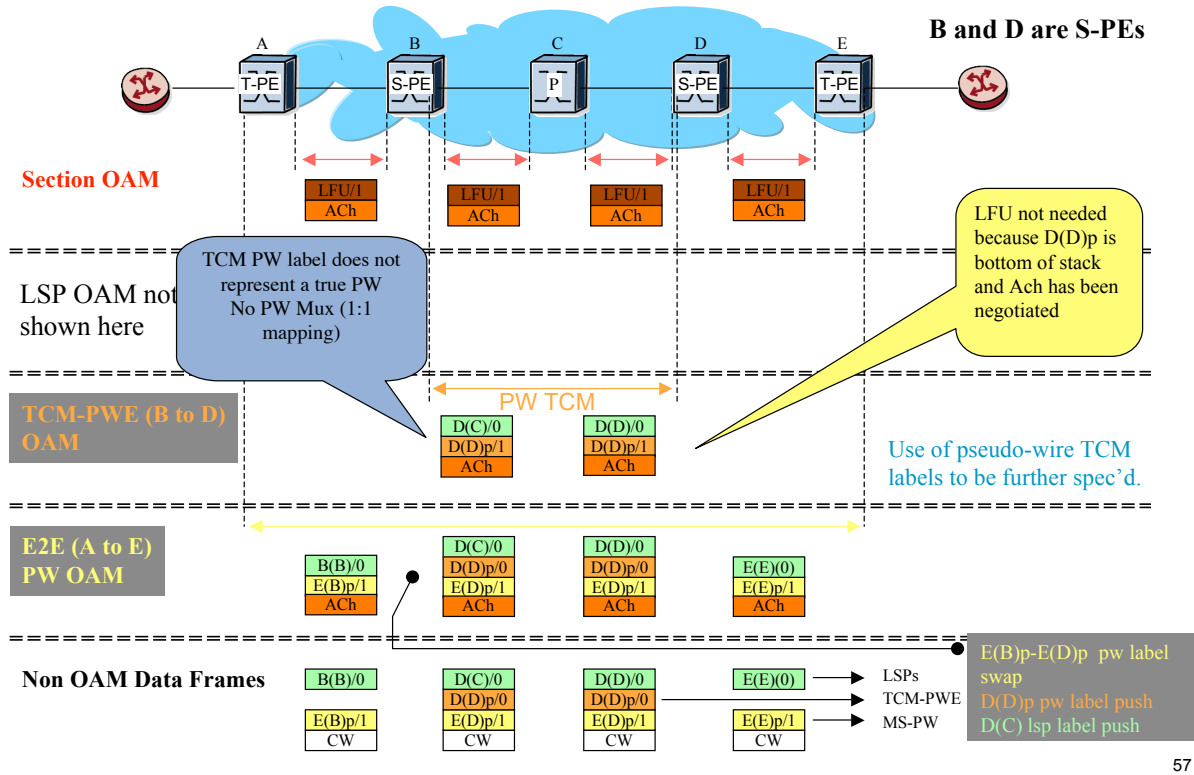 B and D are S-PEs
A
B
C
D
E
T-PE
S-PE
P
S-PE
T-PE
Section OAM
LFU/1
ACh
LFU/1
ACh
LFU/1
ACh
LFU/1
ACh
LFU not needed
because D(D)p is
bottom of stack
and Ach has been
negotiated
TCM PW label does not
represent a true PW
No PW Mux (1:1
mapping)
LSP OAM not
shown here
TCM-PWE (B to D)
OAM
PW TCM
D(C)/0
D(D)p/1
ACh
D(D)/0
D(D)p/1
ACh
Use of pseudo-wire TCM
labels to be further spec’d.
E2E (A to E)
PW OAM
B(B)/0
E(B)p/1
ACh
D(C)/0
D(D)p/0
E(D)p/1
ACh
D(D)/0
D(D)p/0
E(D)p/1
ACh
E(E)(0)
E(E)p/1
ACh
Non OAM Data Frames
B(B)/0
E(B)p/1
CW
D(C)/0
D(D)p/0
E(D)p/1
CW
D(D)/0
D(D)p/0
E(D)p/1
CW
E(E)(0)
E(E)p/1
CW
LSPs
TCM-PWE
MS-PW
E(B)p-E(D)p pw label
swap
D(D)p pw label push
D(C) lsp label push
57